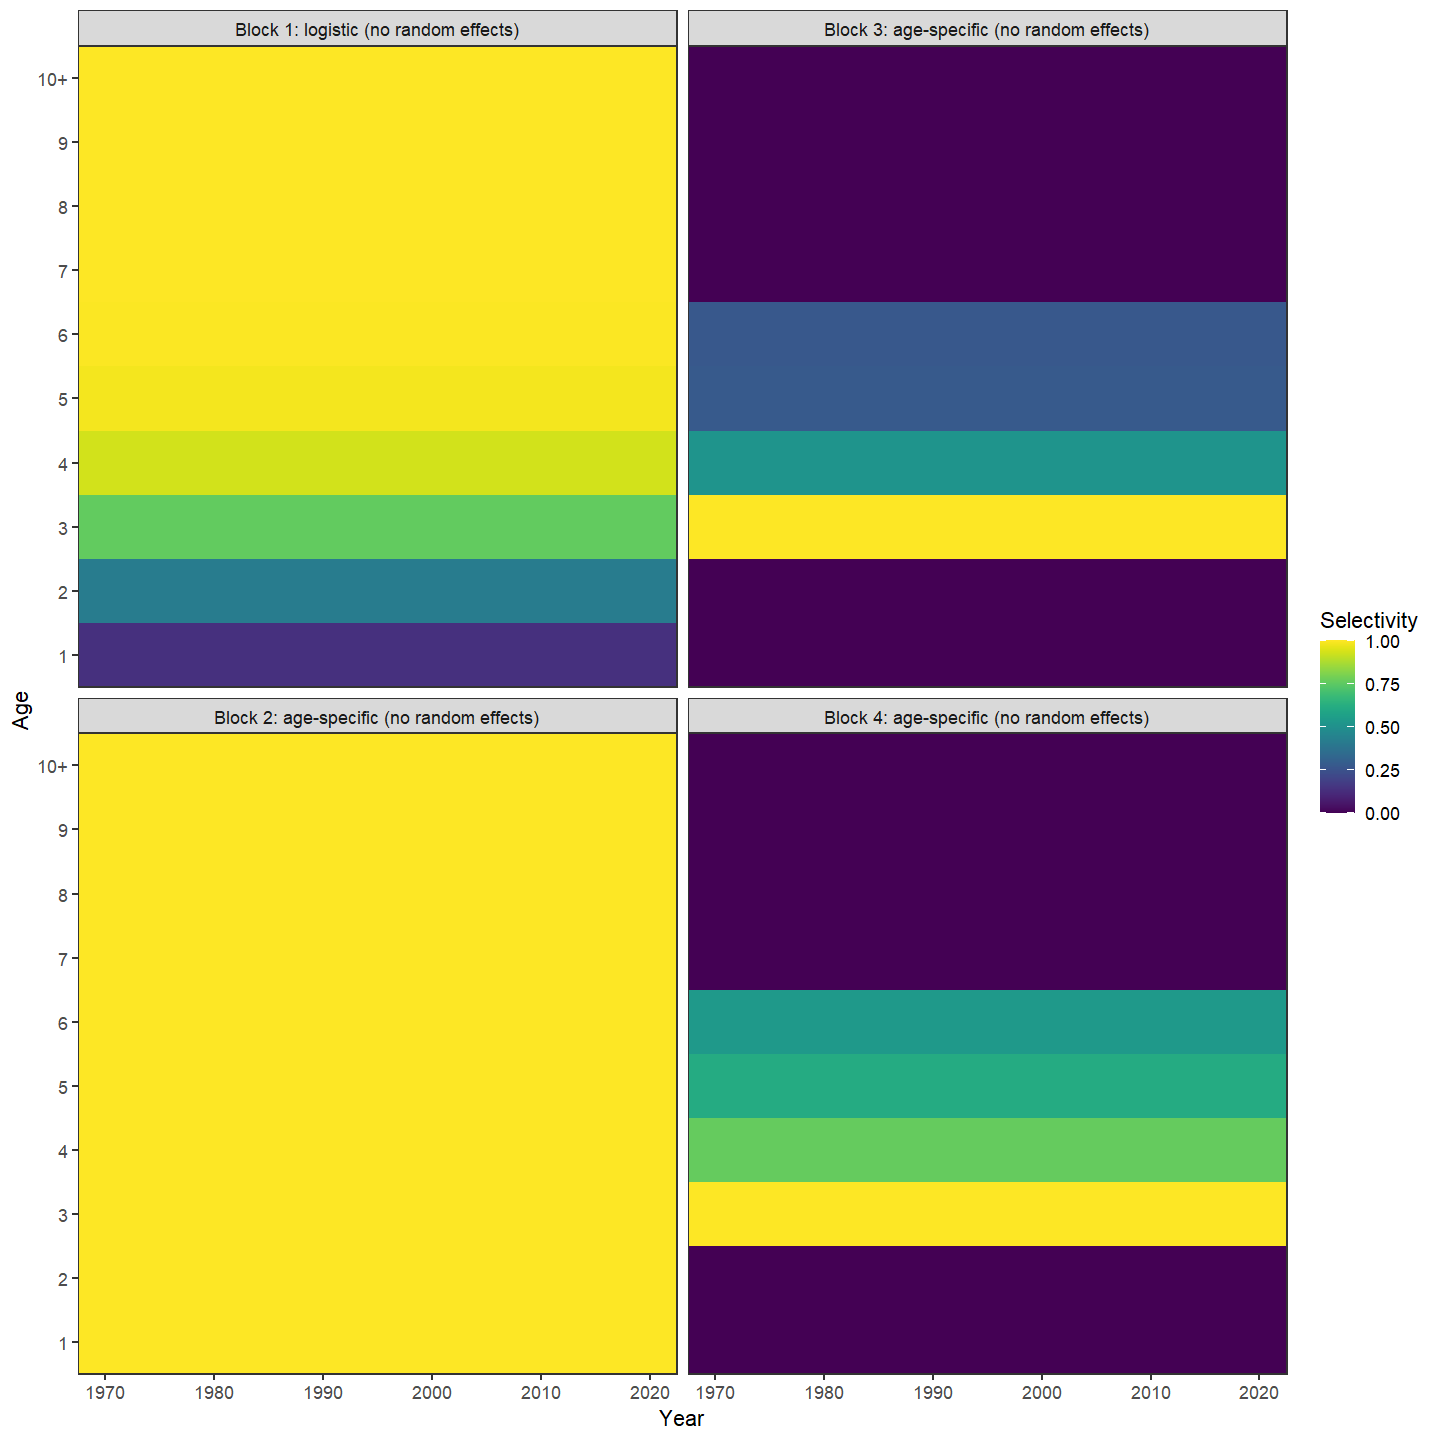 Block 1: logistic (no random effects)
Block 3: age-specific (no random effects)
10+
9
8
7
6
5
4
3
2
1
Block 2: age-specific (no random effects)
Block 4: age-specific (no random effects)
10+
9
8
7
6
5
4
3
2
1
Age
1970 1980 1990 2000 2010 2020
1970 1980 1990 2000 2010 2020
Year
Selectivity
1.00
0.75
0.50
0.25
0.00